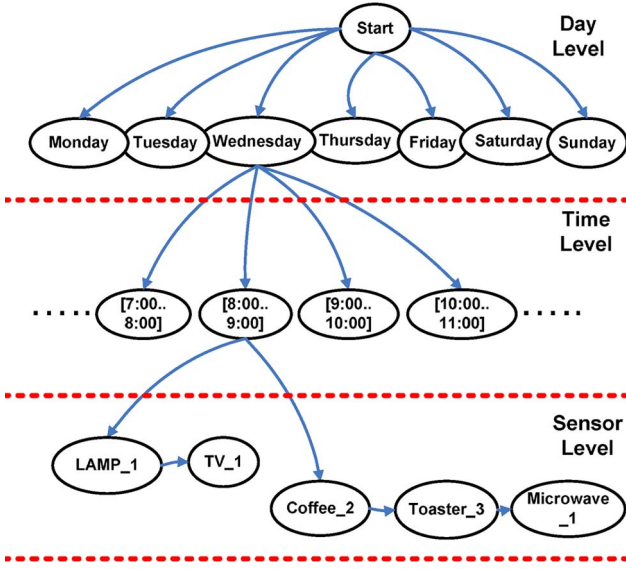 Start
Day
Level
Monday
Tuesday
Wednesday
Thursday
Friday
Saturday
Sunday
Time
Level
.....
[7:00..
8:00]
[8:00..
9:00]
[9:00..
10:00]
[10:00..
11:00]
.....
Sensor
Level
LAMP_1
TV_1
Coffee_2
Toaster_3
Microwave
_1